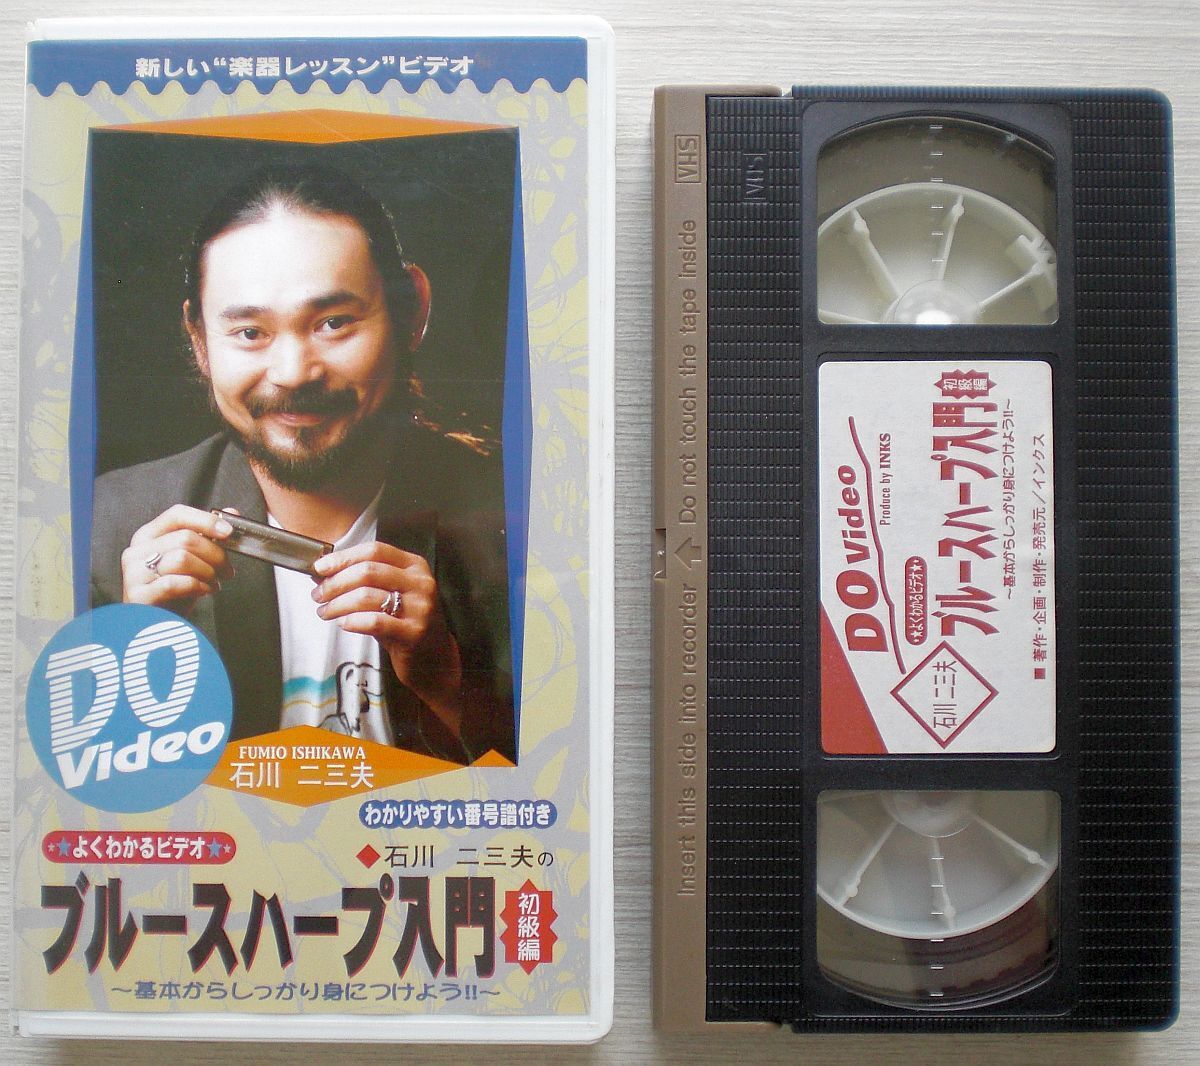 新しい“楽器レッスン”ビデオ
DO
Video
FUMIO ISHIKAWA
石川 二三夫
わかりやすい番号譜付き
★★よくわかるビデオ★★
◆石川 二三夫の
ブルースハープ入門
初級編
～基本からしっかり身につけよう!!～
VHS
Insert this side into recorder Do not touch the tape inside
VHS
DO Video
Produce by INKS
★よくわかるビデオ★
ブルースハープ入門
初級編
～基本からしっかり身につけよう!!～
石川 二三夫
■ 著作・企画・制作・発売元／インクス